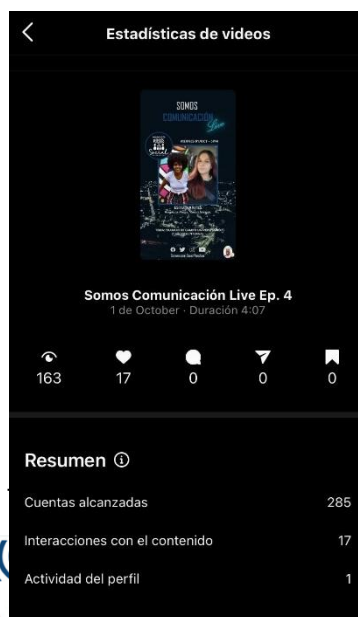 Estadísticas de videos
SOMOS
COMUNICACIÓN
Live
Social
Somos Comunicación Live Ep. 4
1 de October · Duración 4:07
163 17 0 0 0
Resumen
Cuentas alcanzadas 285
Interacciones con el contenido 17
Actividad del perfil 1